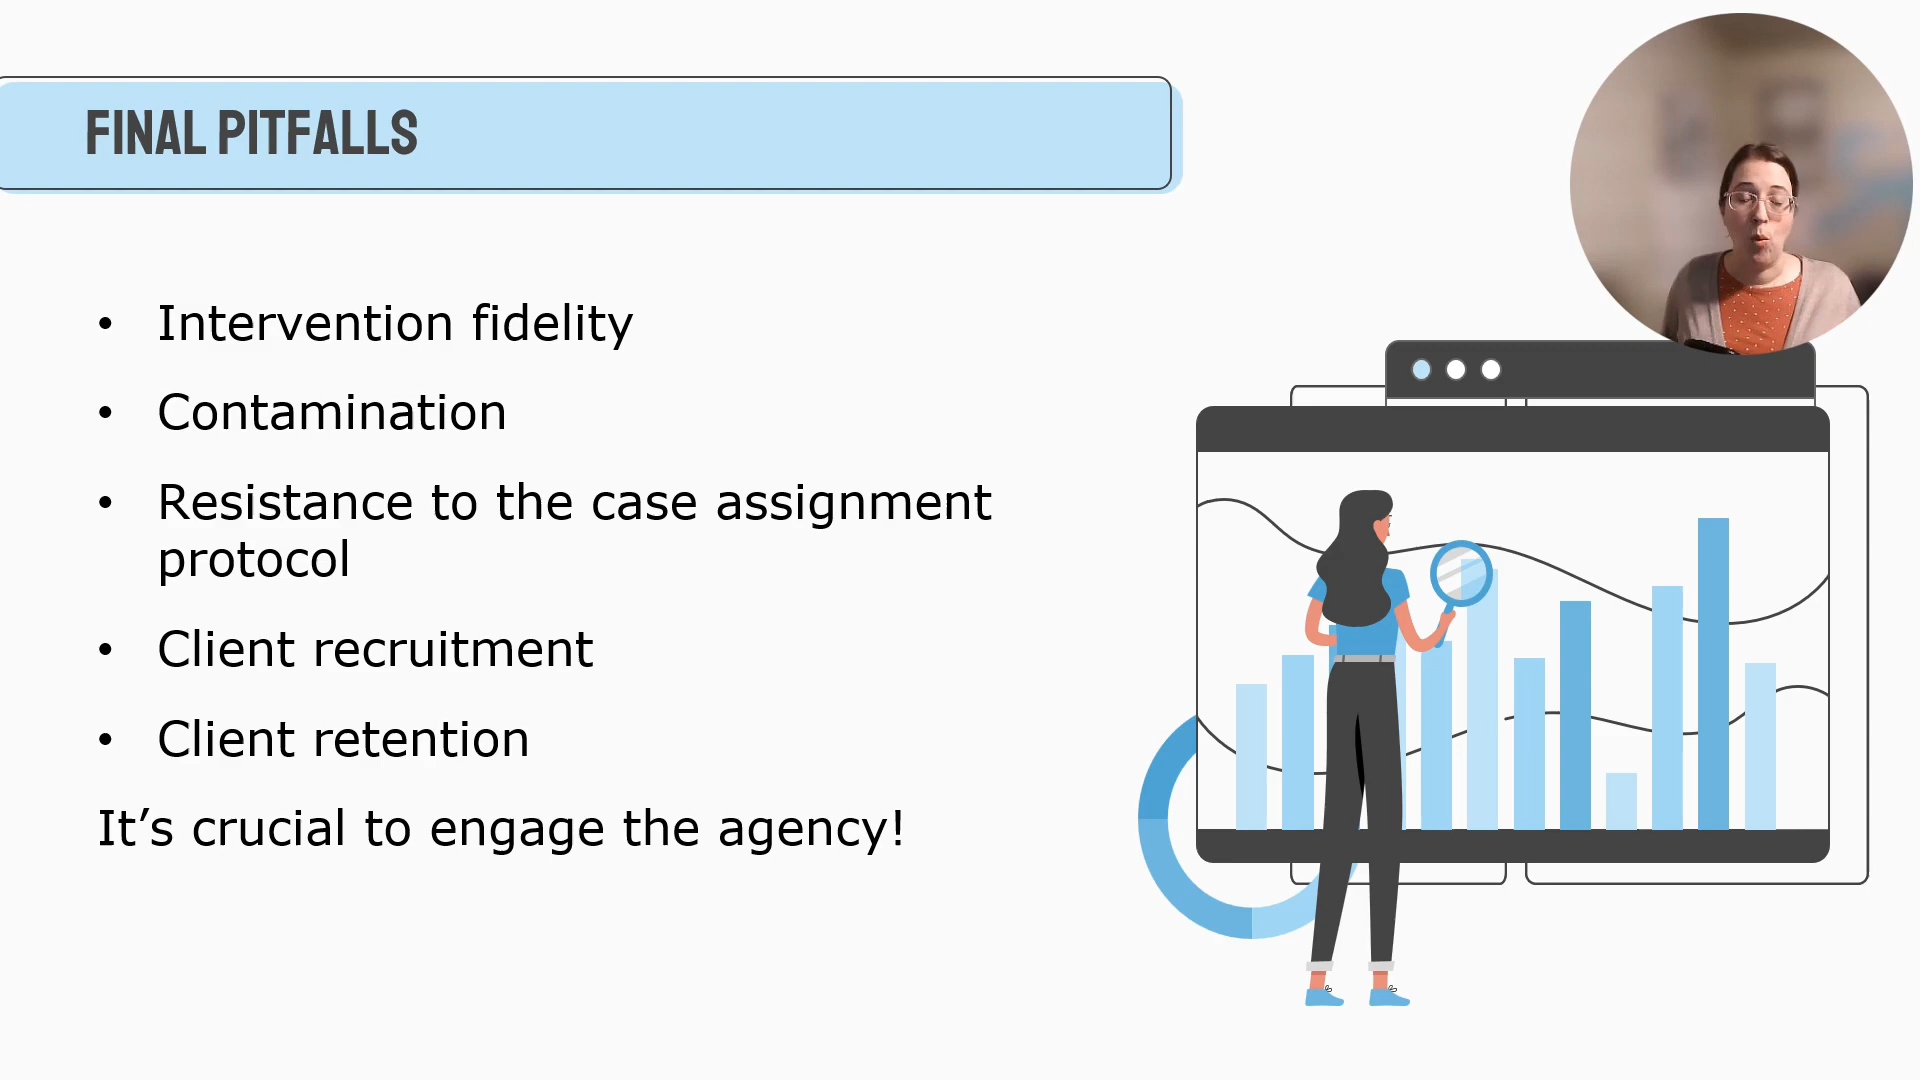 FINAL PITFALLS
• Intervention fidelity
• Contamination
• Resistance to the case assignment
protocol
• Client recruitment
• Client retention
It’s crucial to engage the agency!